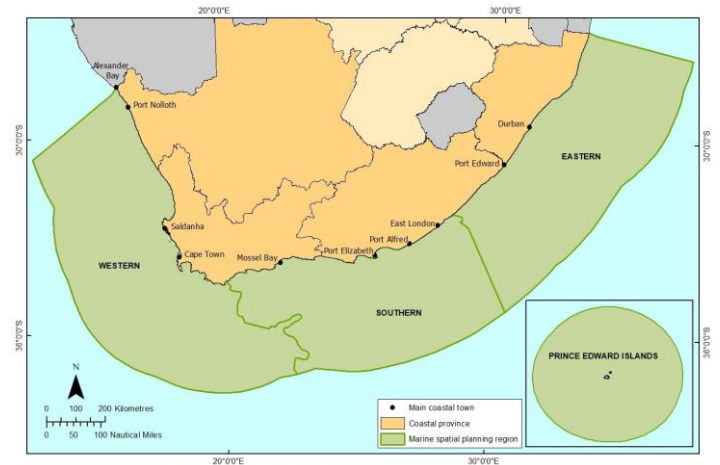 20°0'0"E
30°0'0"E
Alexander
Bay
Port Nolloth
Durban
30°0'0"S
30°0'0"S
EASTERN
Port Edward
Saldanha
East London
Port Alfred
WESTERN
Cape Town
Mossel Bay
Port Elizabeth
SOUTHERN
36°0'0"S
36°0'0"S
PRINCE EDWARD ISLANDS
N
0 100 200 Kilometres
0 50 100 Nautical Miles
Main coastal town
Coastal province
Marine spatial planning region
20°0'0"E
30°0'0"E